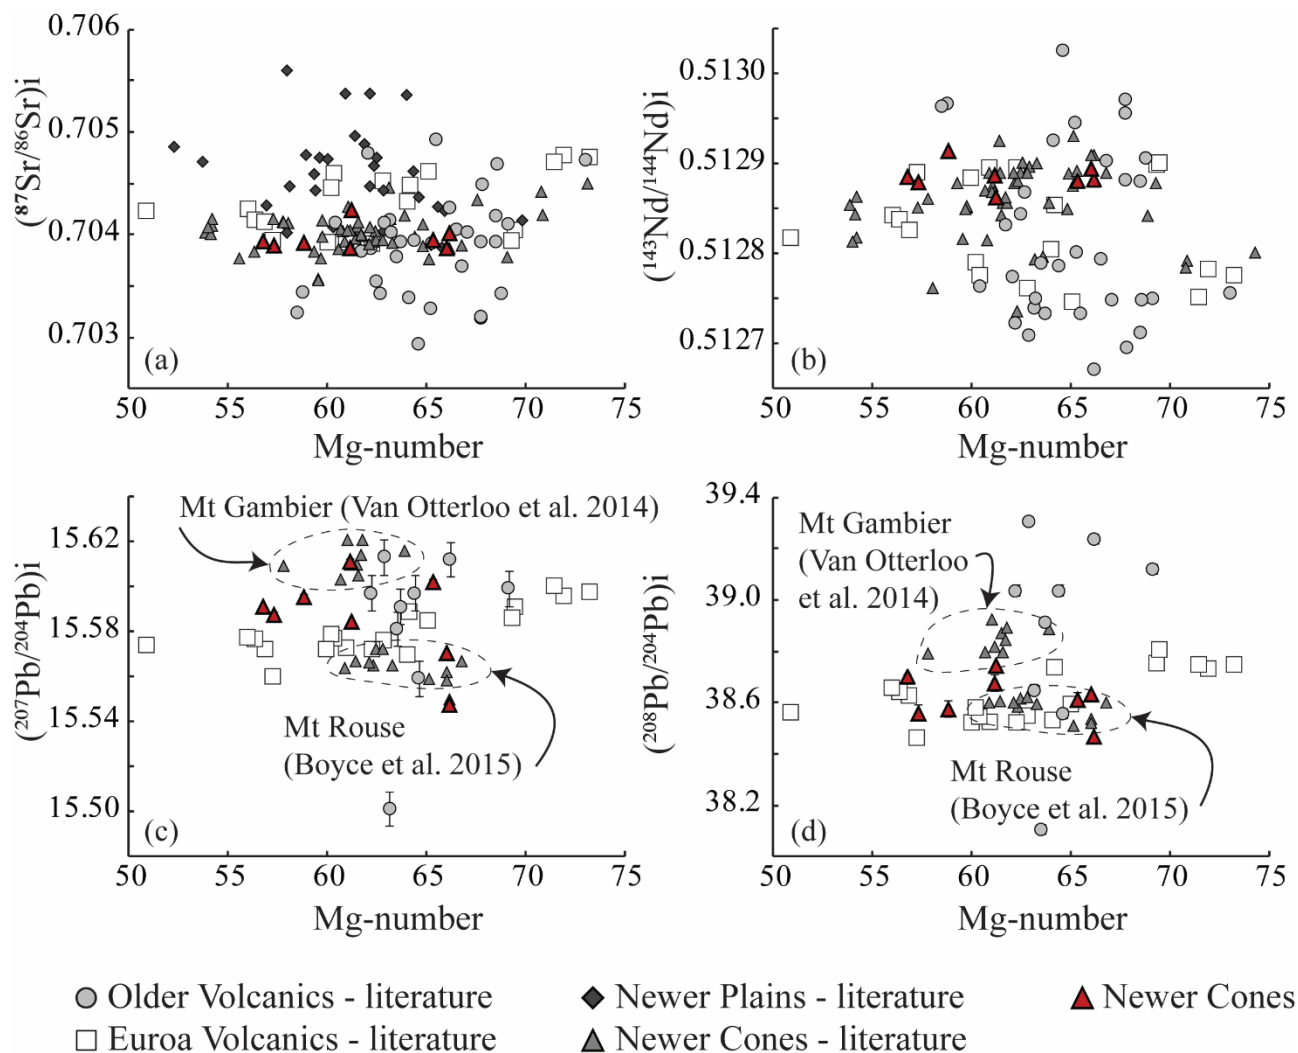 0.706
0.705
0.704
0.703
(87Sr/86Sr)i
(a)
50 55 60 65 70 75
Mg-number
0.5130
0.5129
0.5128
0.5127
(143Nd/144Nd)i
(b)
50 55 60 65 70 75
Mg-number
15.62
15.58
15.54
15.50
(207Pb/204Pb)i
Mt Gambier (Van Otterloo et al. 2014)
Mt Rouse
(Boyce et al. 2015)
(c)
50 55 60 65 70 75
Mg-number
39.4
39.0
38.6
38.2
(208Pb/204Pb)i
Mt Gambier
(Van Otterloo
et al. 2014)
Mt Rouse
(Boyce et al. 2015)
(d)
50 55 60 65 70 75
Mg-number
Older Volcanics - literature
Newer Plains - literature
Newer Cones
Euroa Volcanics - literature
Newer Cones - literature